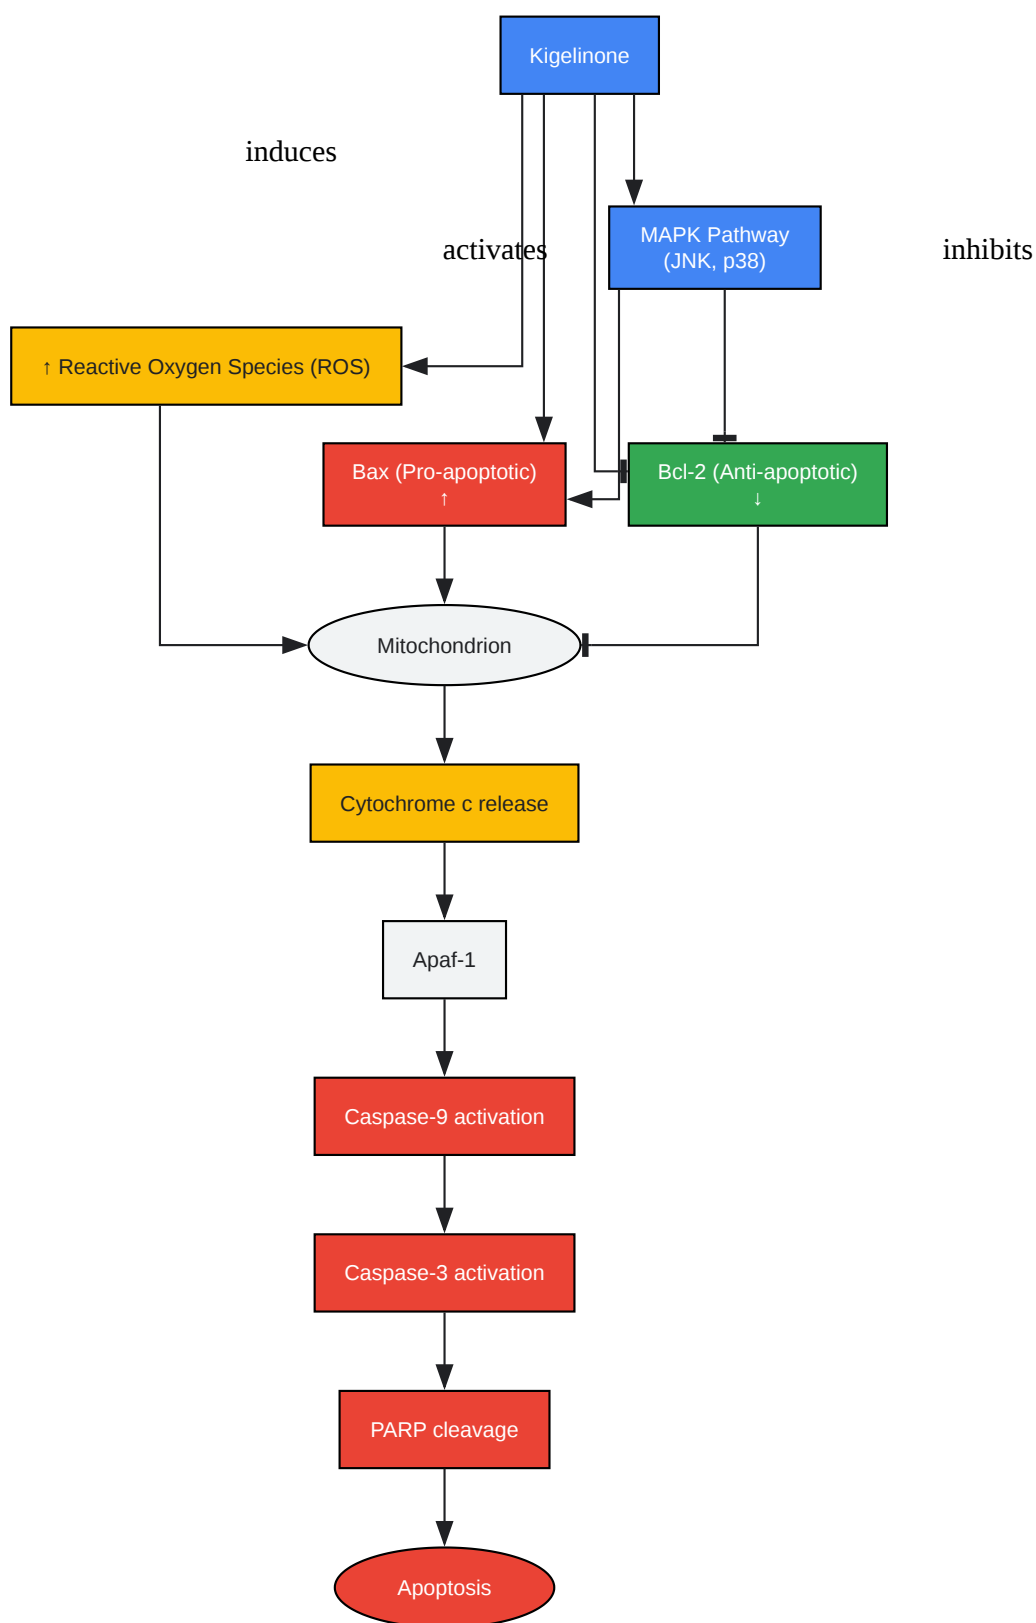 Kigelinone
induces
MAPK Pathway
(JNK, p38)
activates
inhibits
↑ Reactive Oxygen Species (ROS)
Bax (Pro-apoptotic)
↑
Bcl-2 (Anti-apoptotic)
↓
Mitochondrion
Cytochrome c release
Apaf-1
Caspase-9 activation
Caspase-3 activation
PARP cleavage
Apoptosis